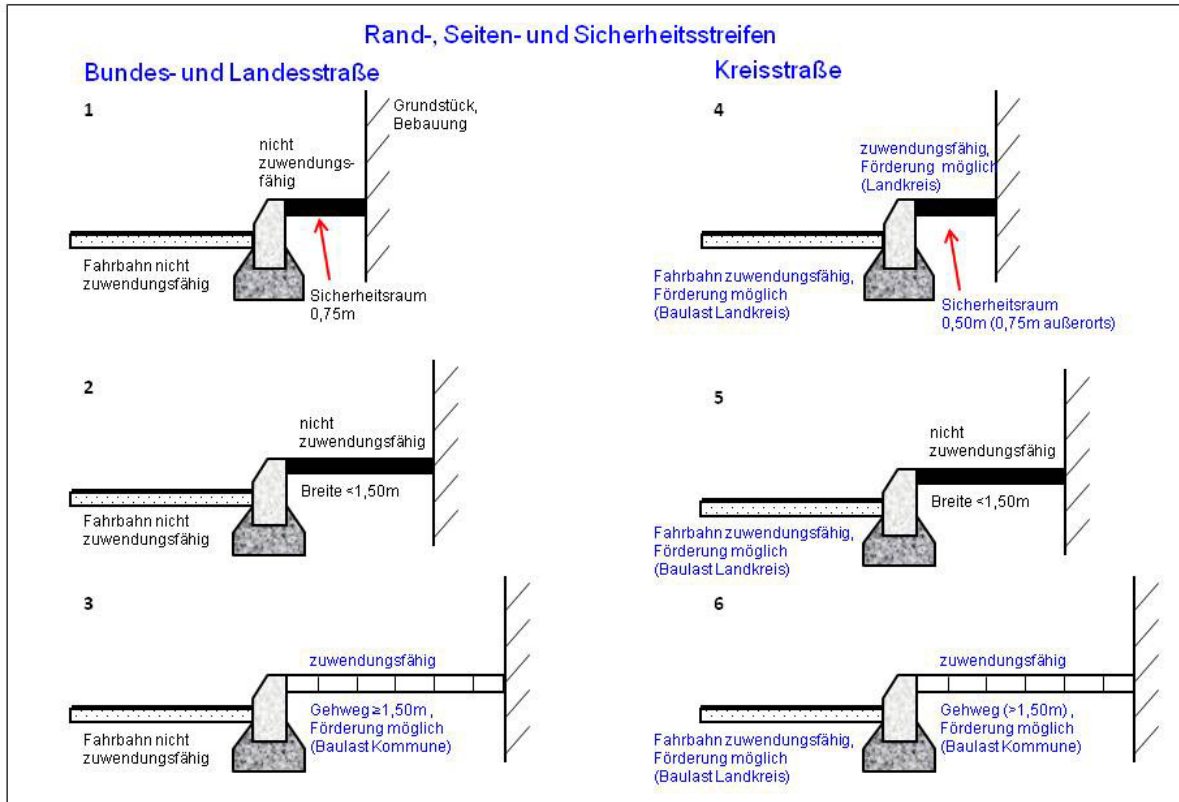 Rand-, Seiten- und Sicherheitsstreifen
Bundes- und Landesstraße
1
nicht
zuwendungs-
fähig
Grundstück,
Bebauung
Fahrbahn nicht
zuwendungsfähig
Sicherheitsraum
0,75m
2
nicht
zuwendungsfähig
Breite <1,50m
Fahrbahn nicht
zuwendungsfähig
3
zuwendungsfähig
Gehweg ≥1,50m ,
Förderung möglich
(Baulast Kommune)
Fahrbahn nicht
zuwendungsfähig
Kreisstraße
4
zuwendungsfähig,
Förderung möglich
(Landkreis)
Fahrbahn zuwendungsfähig,
Förderung möglich
(Baulast Landkreis)
Sicherheitsraum
0,50m (0,75m außerorts)
5
nicht
zuwendungsfähig
Breite <1,50m
Fahrbahn zuwendungsfähig,
Förderung möglich
(Baulast Landkreis)
6
zuwendungsfähig
Gehweg (>1,50m) ,
Förderung möglich
(Baulast Kommune)
Fahrbahn zuwendungsfähig,
Förderung möglich
(Baulast Landkreis)